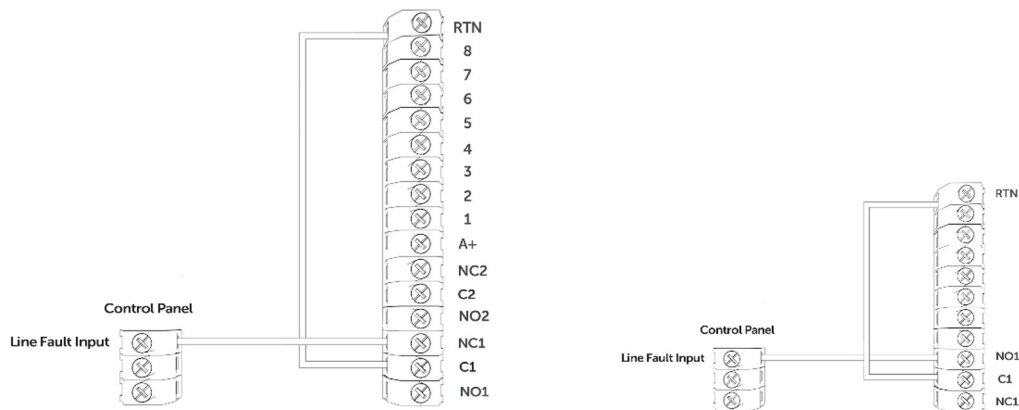 RTN
8
7
6
5
4
3
2
1
A+
NC2
C2
NO2
NC1
C1
NO1
Control Panel
Line Fault Input
RTN
NO1
C1
NC1
Control Panel
Line Fault Input